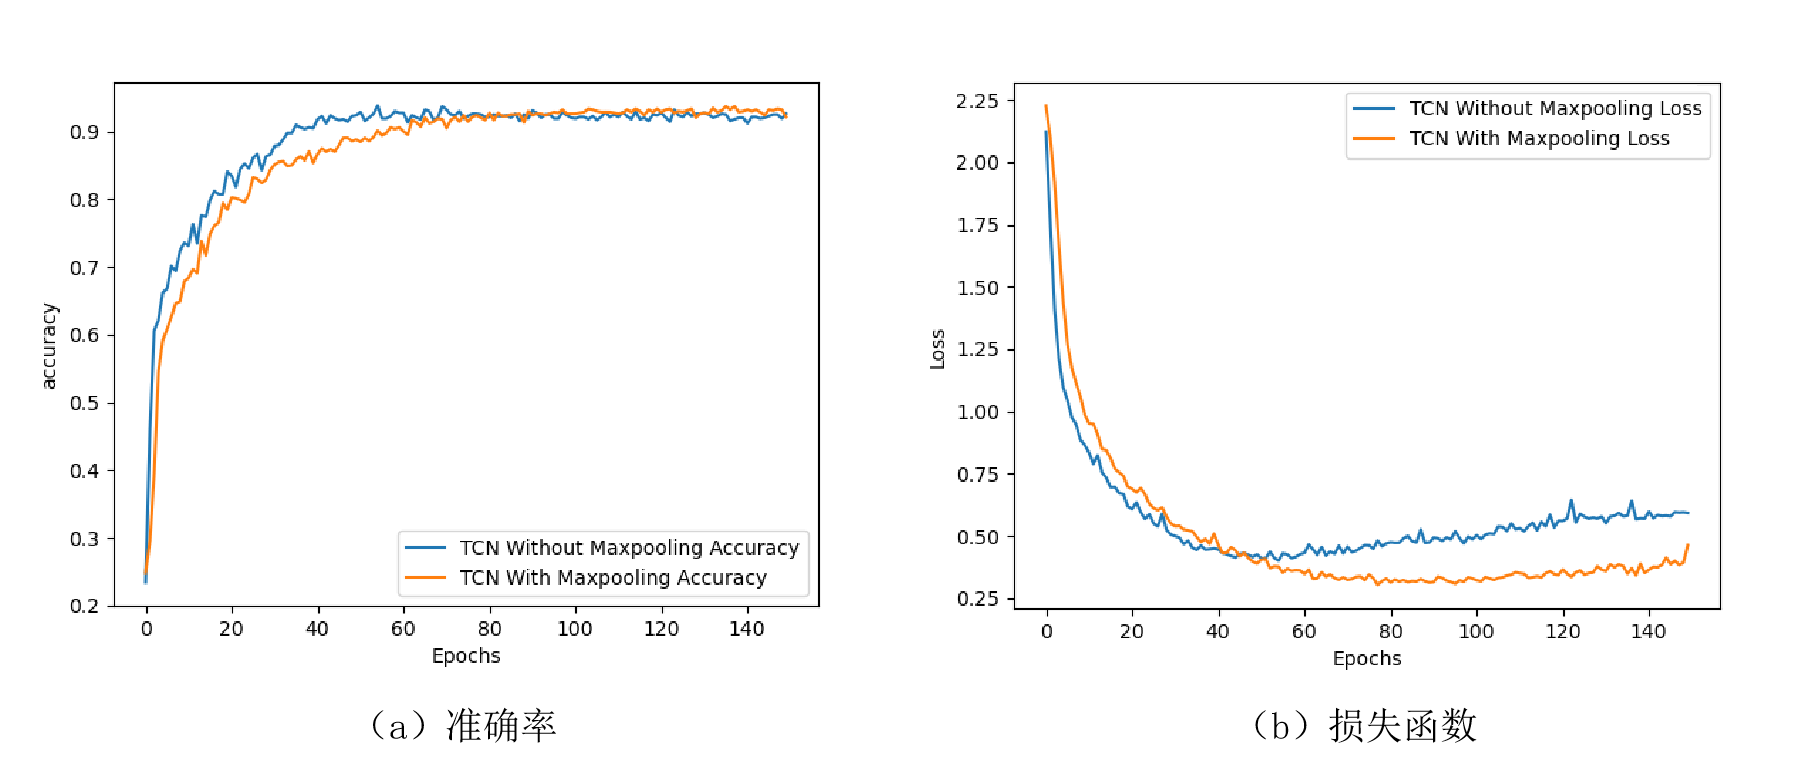 0.9
0.8
0.7
0.6
0.5
0.4
0.3
0.2
accuracy
0 20 40 60 80 100 120 140
Epochs
TCN Without Maxpooling Accuracy
TCN With Maxpooling Accuracy
（a）准确率
2.25
2.00
1.75
1.50
1.25
1.00
0.75
0.50
0.25
Loss
0 20 40 60 80 100 120 140
Epochs
TCN Without Maxpooling Loss
TCN With Maxpooling Loss
（b）损失函数